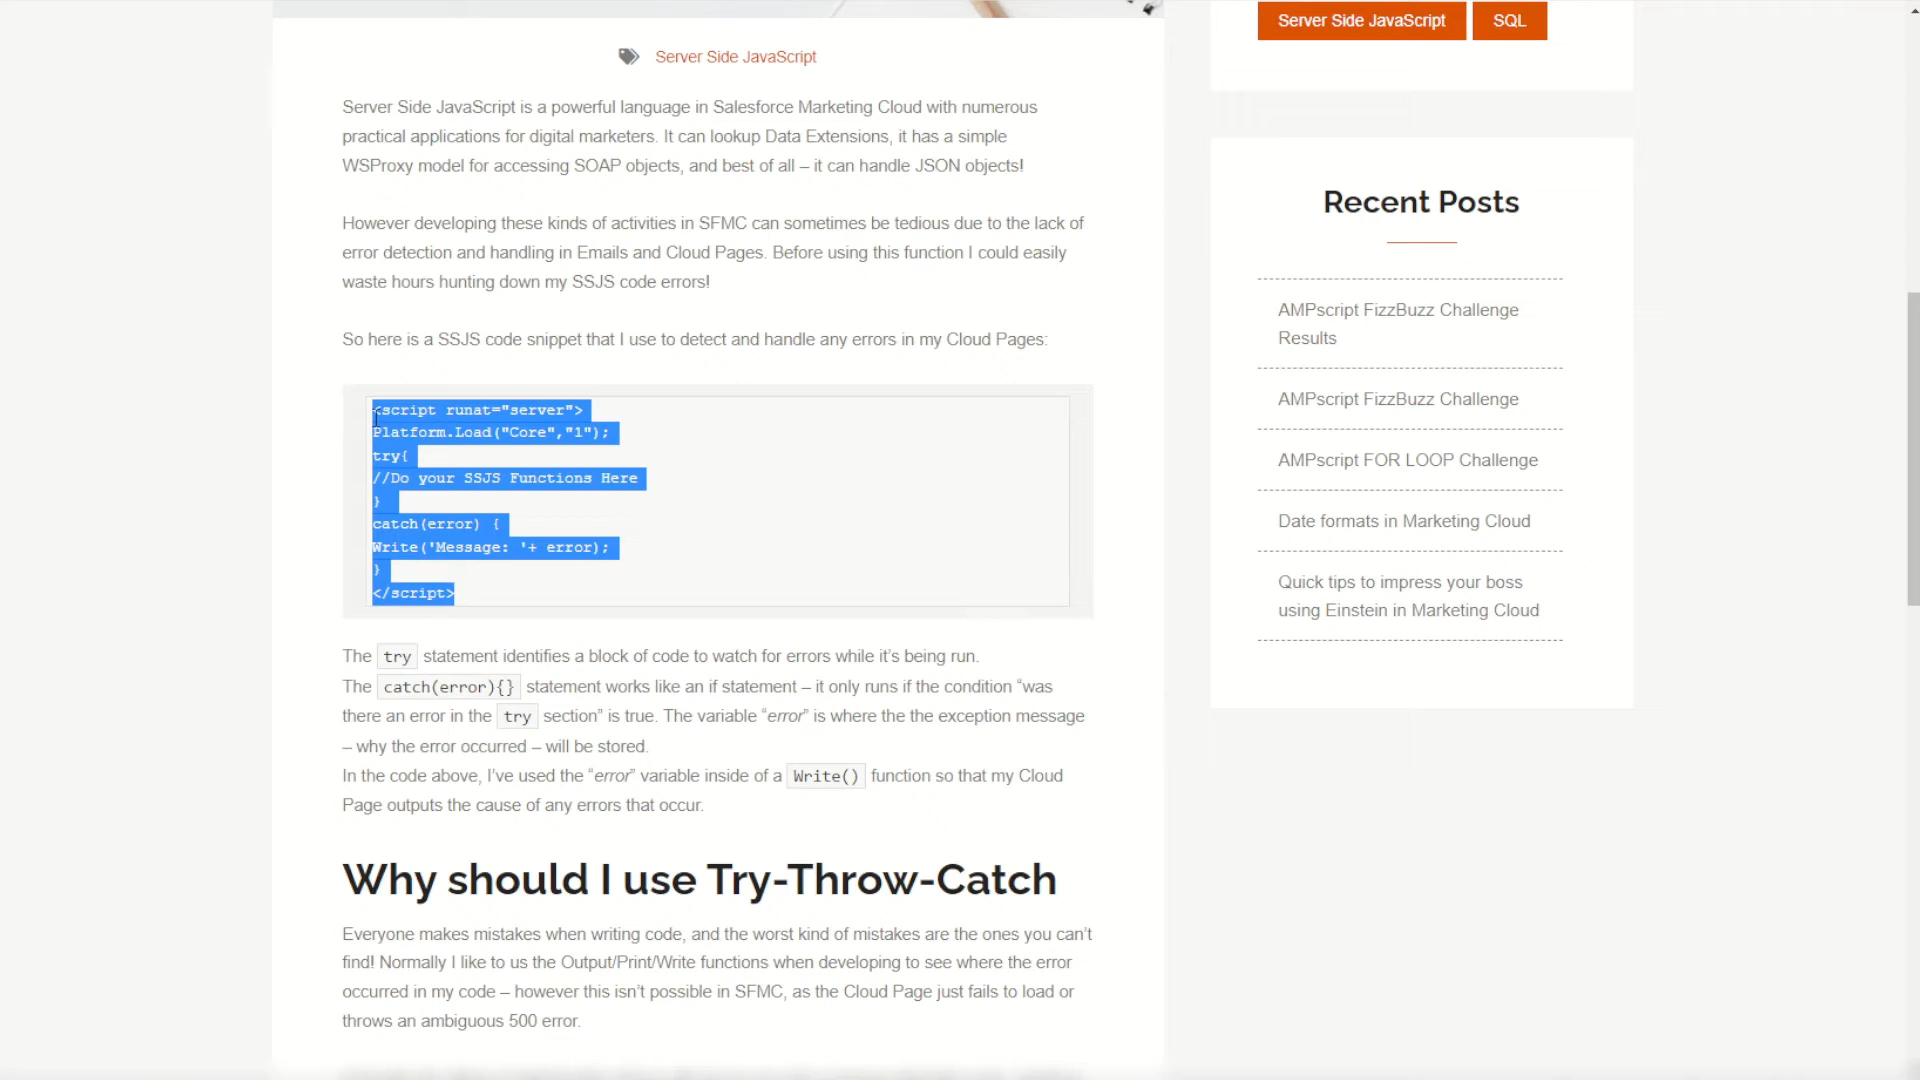 Server Side JavaScript
Server Side JavaScript is a powerful language in Salesforce Marketing Cloud with numerous
practical applications for digital marketers. It can lookup Data Extensions, it has a simple
WSProxy model for accessing SOAP objects, and best of all – it can handle JSON objects!
However developing these kinds of activities in SFMC can sometimes be tedious due to the lack of
error detection and handling in Emails and Cloud Pages. Before using this function I could easily
waste hours hunting down my SSJS code errors!
So here is a SSJS code snippet that I use to detect and handle any errors in my Cloud Pages:
<script runat="server">
Platform.Load("Core","1");
try{
//Do your SSJS Functions Here
}
catch(error) {
Write('Message: '+ error);
}
</script>
The try statement identifies a block of code to watch for errors while it’s being run.
The catch(error){} statement works like an if statement – it only runs if the condition “was
there an error in the try section” is true. The variable “error” is where the the exception message
– why the error occurred – will be stored.
In the code above, I’ve used the “error” variable inside of a Write() function so that my Cloud
Page outputs the cause of any errors that occur.
Why should I use Try-Throw-Catch
Everyone makes mistakes when writing code, and the worst kind of mistakes are the ones you can’t
find! Normally I like to us the Output/Print/Write functions when developing to see where the error
occurred in my code – however this isn’t possible in SFMC, as the Cloud Page just fails to load or
throws an ambiguous 500 error.
Server Side JavaScript SQL
Recent Posts
AMPscript FizzBuzz Challenge
Results
AMPscript FizzBuzz Challenge
AMPscript FOR LOOP Challenge
Date formats in Marketing Cloud
Quick tips to impress your boss
using Einstein in Marketing Cloud